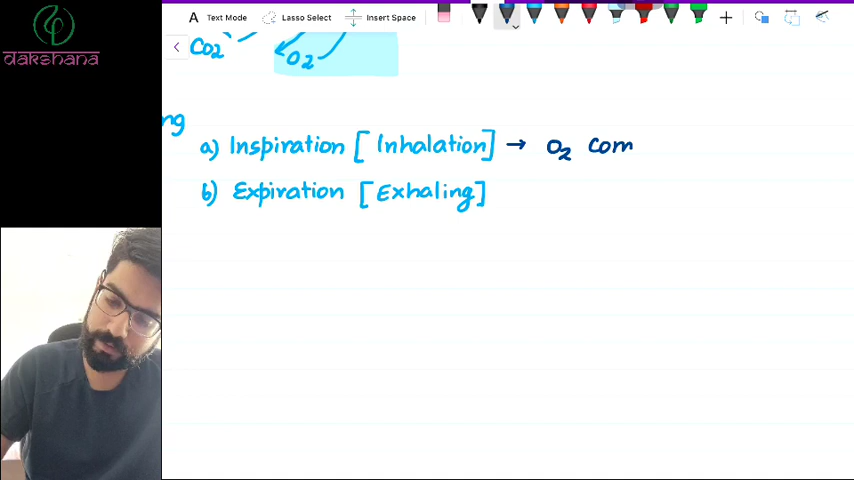 dakshana
A Text Mode Lasso Select Insert Space
CO2
O2
ng
a) Inspiration [Inhalation] → O2 com
b) Expiration [Exhaling]